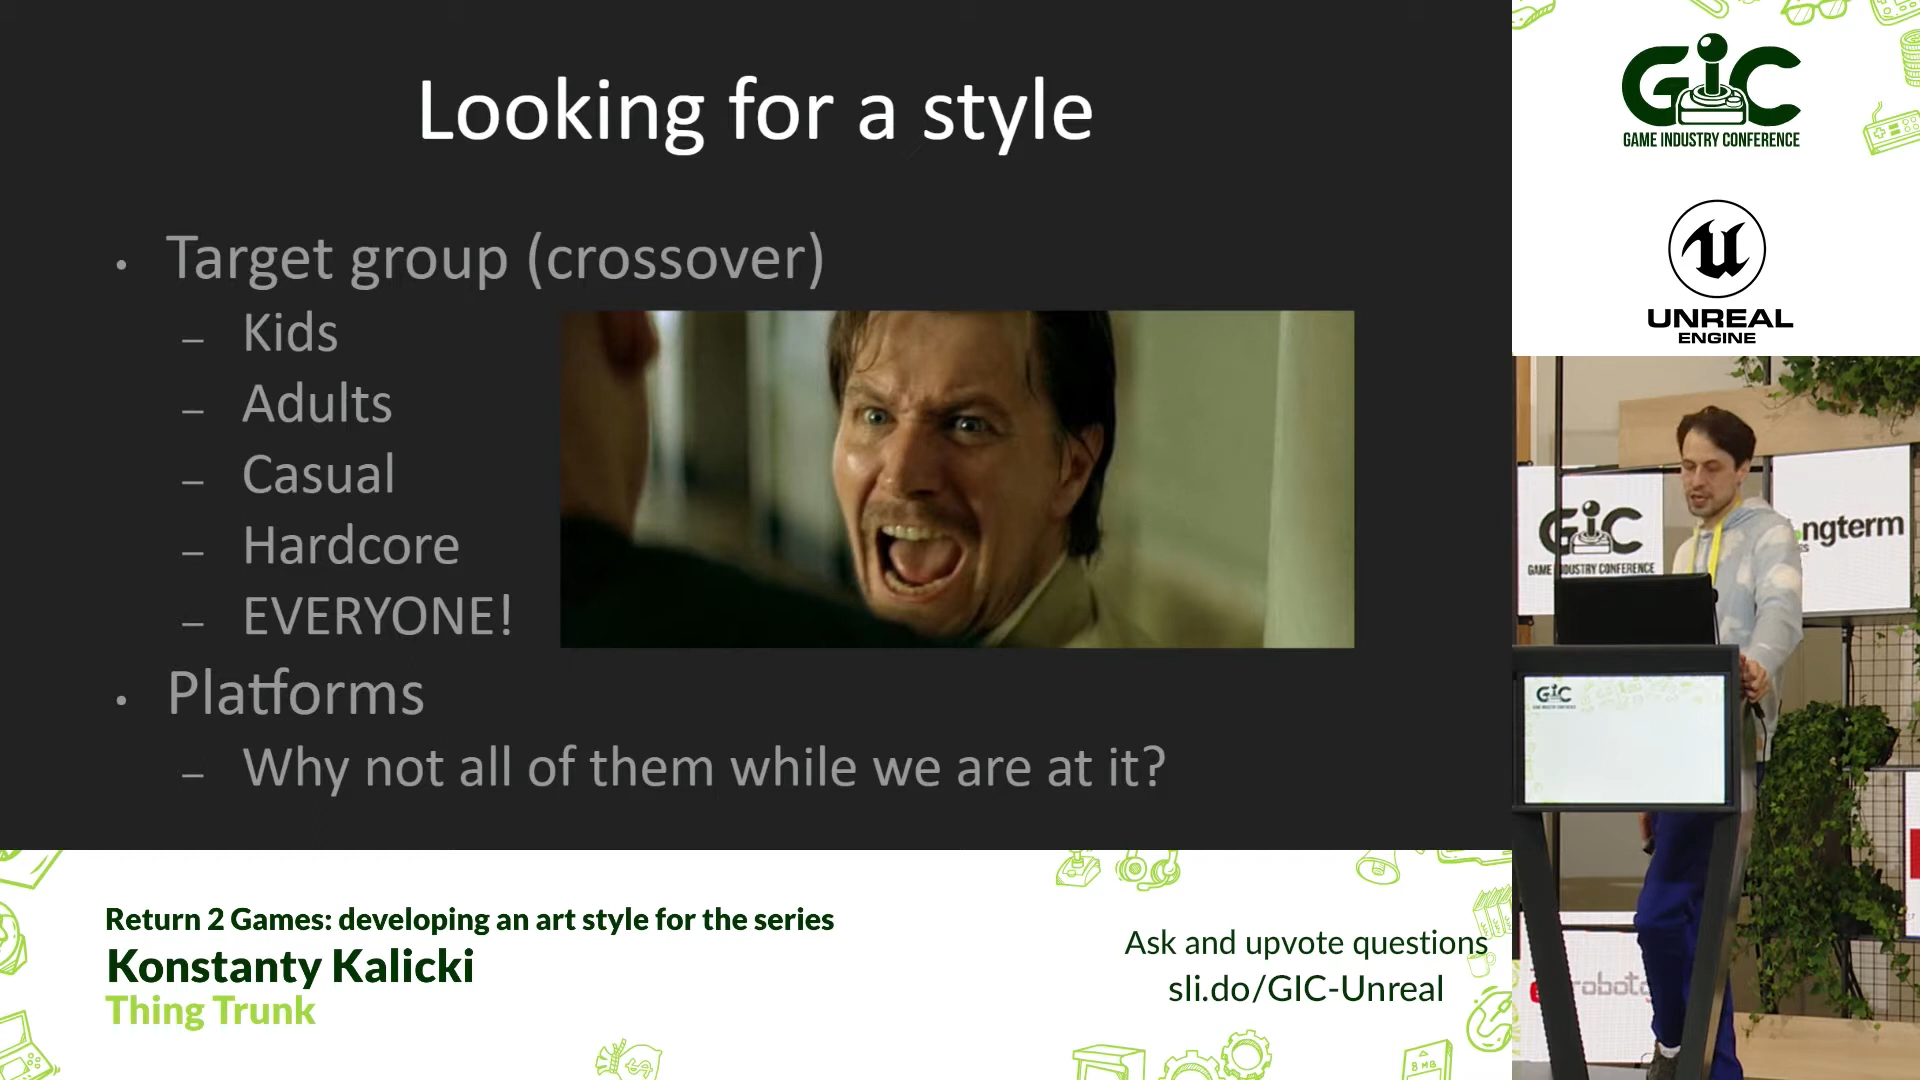 Looking for a style
• Target group (crossover)
– Kids
– Adults
– Casual
– Hardcore
– EVERYONE!
• Platforms
– Why not all of them while we are at it?
Return 2 Games: developing an art style for the series
Konstanty Kalicki
Thing Trunk
Ask and upvote questions
sli.do/GIC-Unreal
GIC
GAME INDUSTRY CONFERENCE
UNREAL
ENGINE
GIC
GAME INDUSTRY CONFERENCE
ngterm
GIC